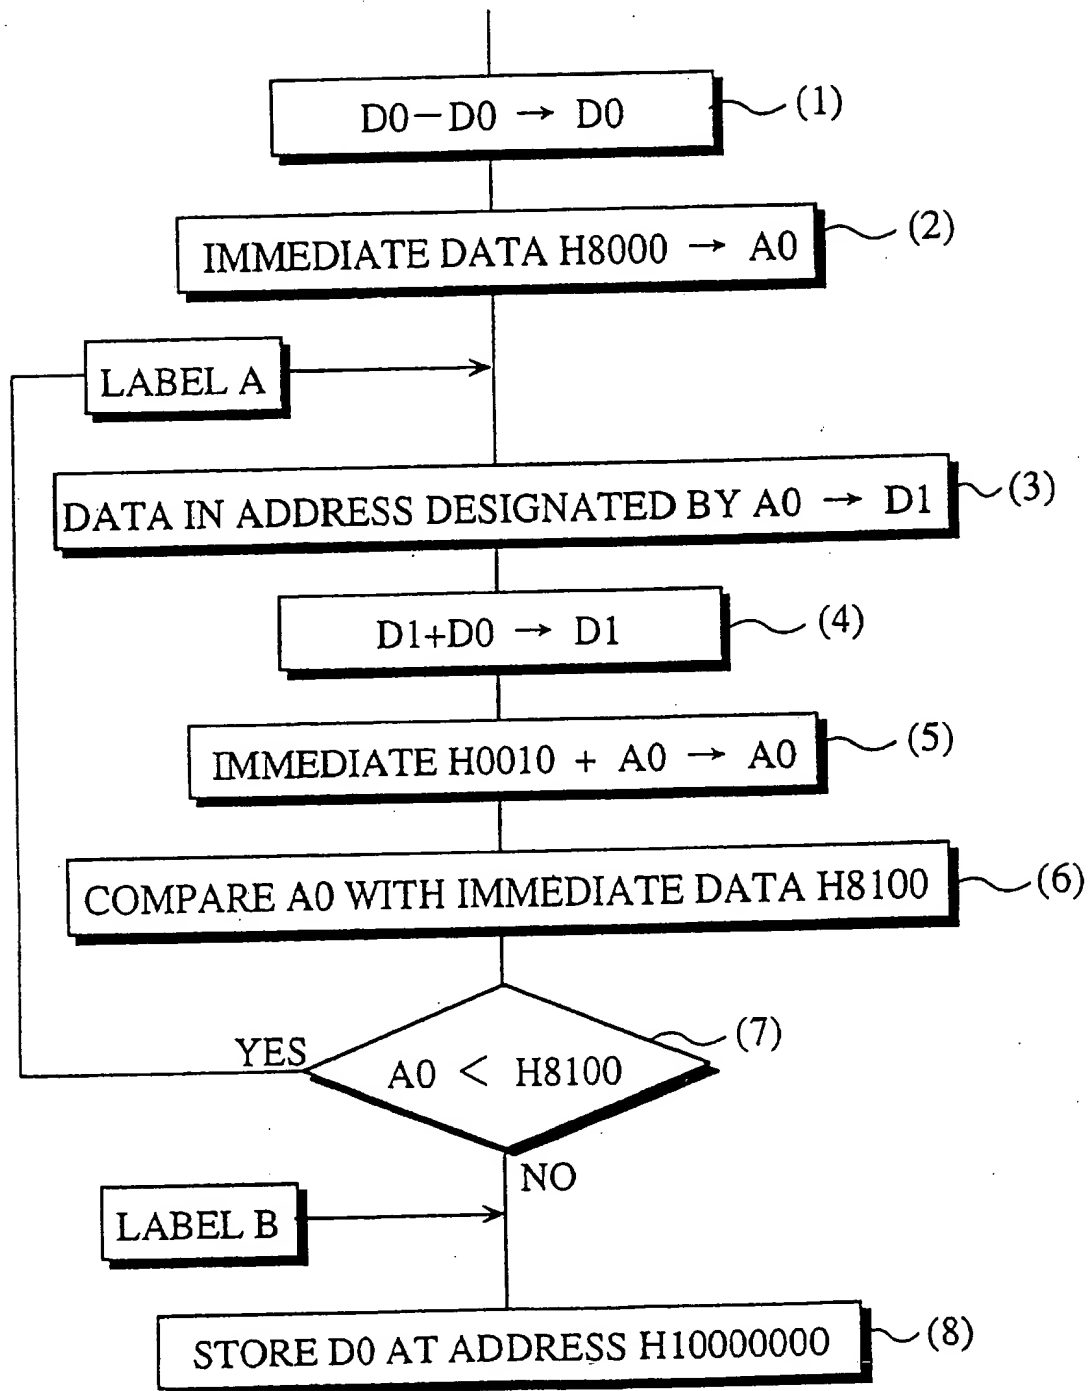 D0−D0 → D0
(1)
IMMEDIATE DATA H8000 → A0
(2)
LABEL A
DATA IN ADDRESS DESIGNATED BY A0 → D1
(3)
D1+D0 → D1
(4)
IMMEDIATE H0010 + A0 → A0
(5)
COMPARE A0 WITH IMMEDIATE DATA H8100
(6)
YES
A0 < H8100
(7)
NO
LABEL B
STORE D0 AT ADDRESS H10000000
(8)